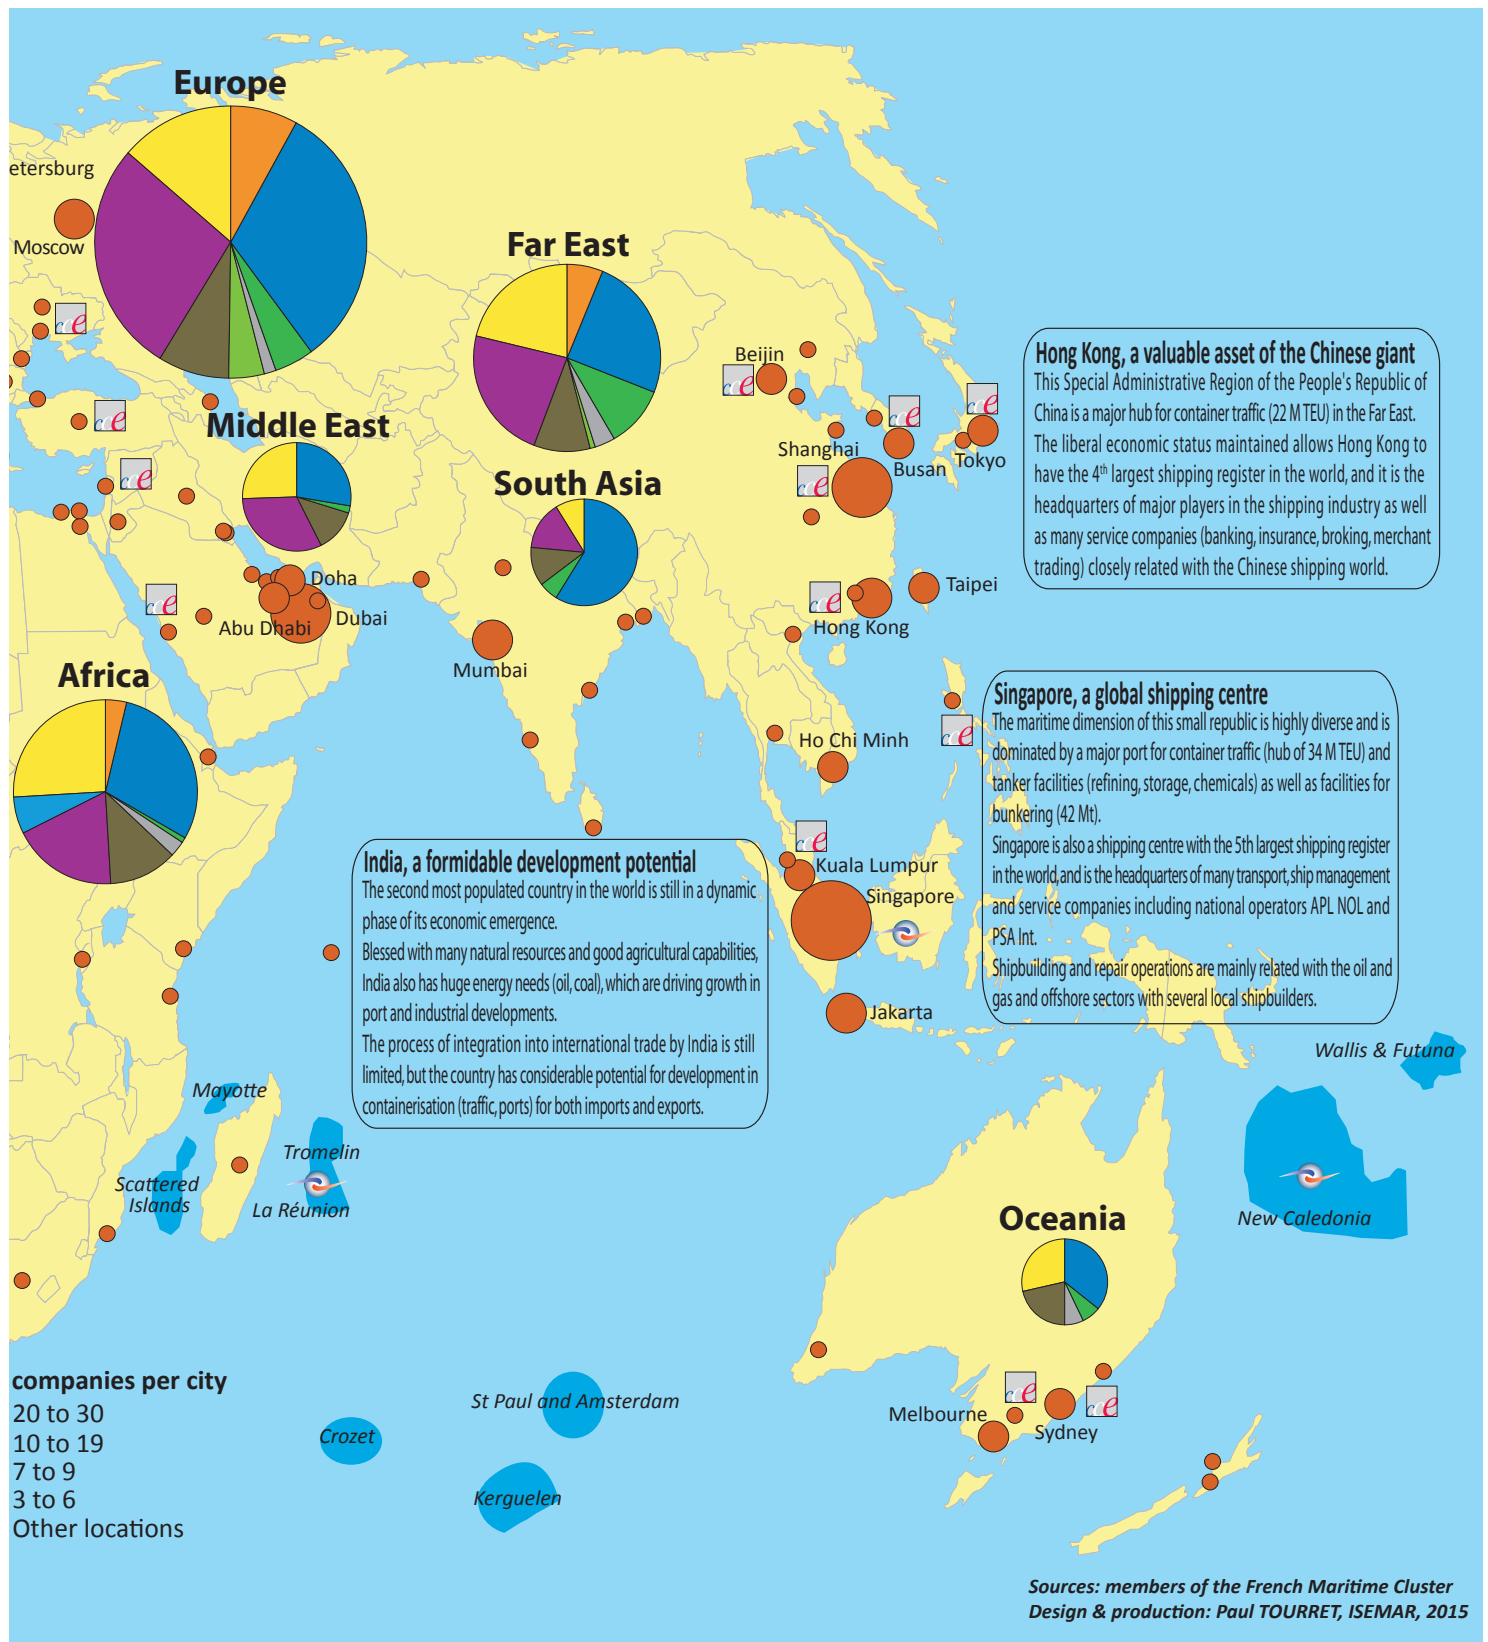 Europe
etersburg
Moscow
Far East
Middle East
South Asia
Africa
Beijin
Shanghai
Busan
Tokyo
Taipei
Hong Kong
Doha
Dubai
Abu Dhabi
Mumbai
Ho Chi Minh
Kuala Lumpur
Singapore
Jakarta
cce
cce
cce
cce
cce
cce
cce
cce
cce
cce
cce
cce
cce
Hong Kong, a valuable asset of the Chinese giant
This Special Administrative Region of the People's Republic of
China is a major hub for container traffic (22 M TEU) in the Far East.
The liberal economic status maintained allows Hong Kong to
have the 4th largest shipping register in the world, and it is the
headquarters of major players in the shipping industry as well
as many service companies (banking, insurance, broking, merchant
trading) closely related with the Chinese shipping world.
Singapore, a global shipping centre
The maritime dimension of this small republic is highly diverse and is
dominated by a major port for container traffic (hub of 34 M TEU) and
tanker facilities (refining, storage, chemicals) as well as facilities for
bunkering (42 Mt).
Singapore is also a shipping centre with the 5th largest shipping register
in the world, and is the headquarters of many transport, ship management
and service companies including national operators APL NOL and
PSA Int.
Shipbuilding and repair operations are mainly related with the oil and
gas and offshore sectors with several local shipbuilders.
India, a formidable development potential
The second most populated country in the world is still in a dynamic
phase of its economic emergence.
Blessed with many natural resources and good agricultural capabilities,
India also has huge energy needs (oil, coal), which are driving growth in
port and industrial developments.
The process of integration into international trade by India is still
limited, but the country has considerable potential for development in
containerisation (traffic, ports) for both imports and exports.
Wallis & Futuna
New Caledonia
Mayotte
Tromelin
Scattered
Islands
La Réunion
Oceania
Melbourne
Sydney
St Paul and Amsterdam
Crozet
Kerguelen
companies per city
20 to 30
10 to 19
7 to 9
3 to 6
Other locations
Sources: members of the French Maritime Cluster
Design & production: Paul TOURRET, ISEMAR, 2015